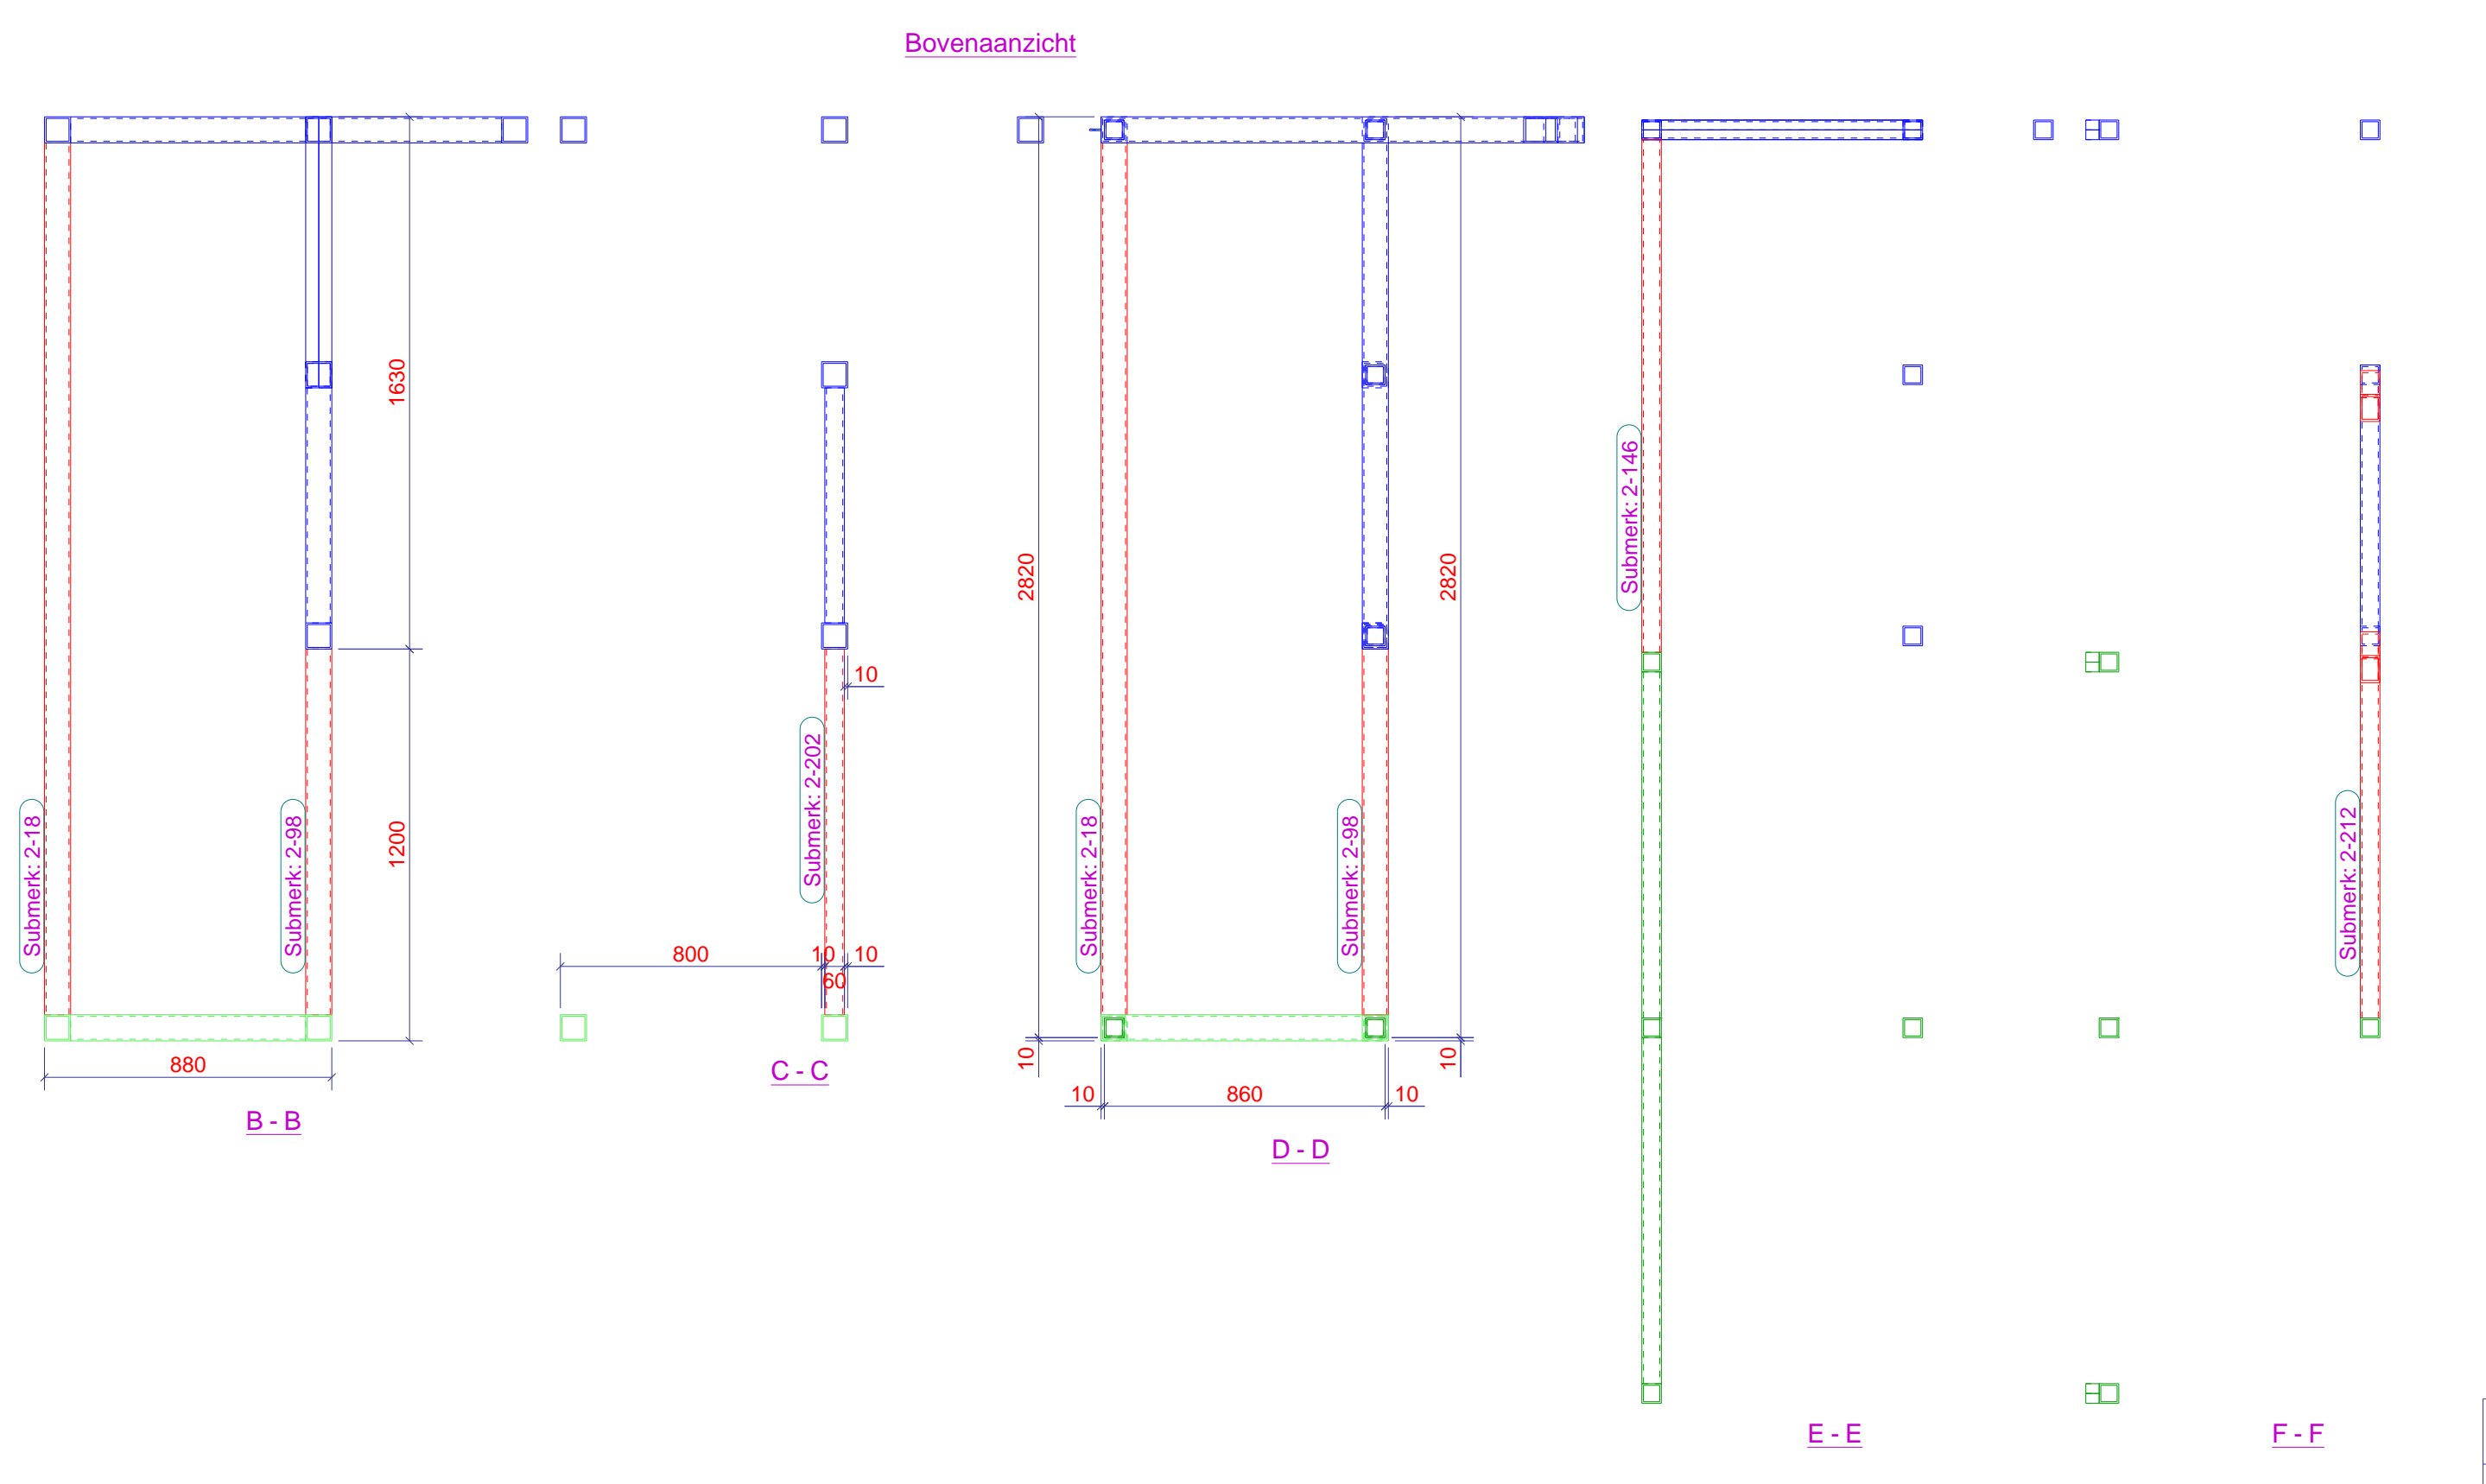 Bovenaanzicht
1630
1200
Submerk: 2-18
Submerk: 2-98
880
B - B
10
Submerk: 2-202
800
10
60
10
C - C
2820
2820
Submerk: 2-18
Submerk: 2-98
10
10
10
860
10
D - D
Submerk: 2-146
E - E
Submerk: 2-212
F - F